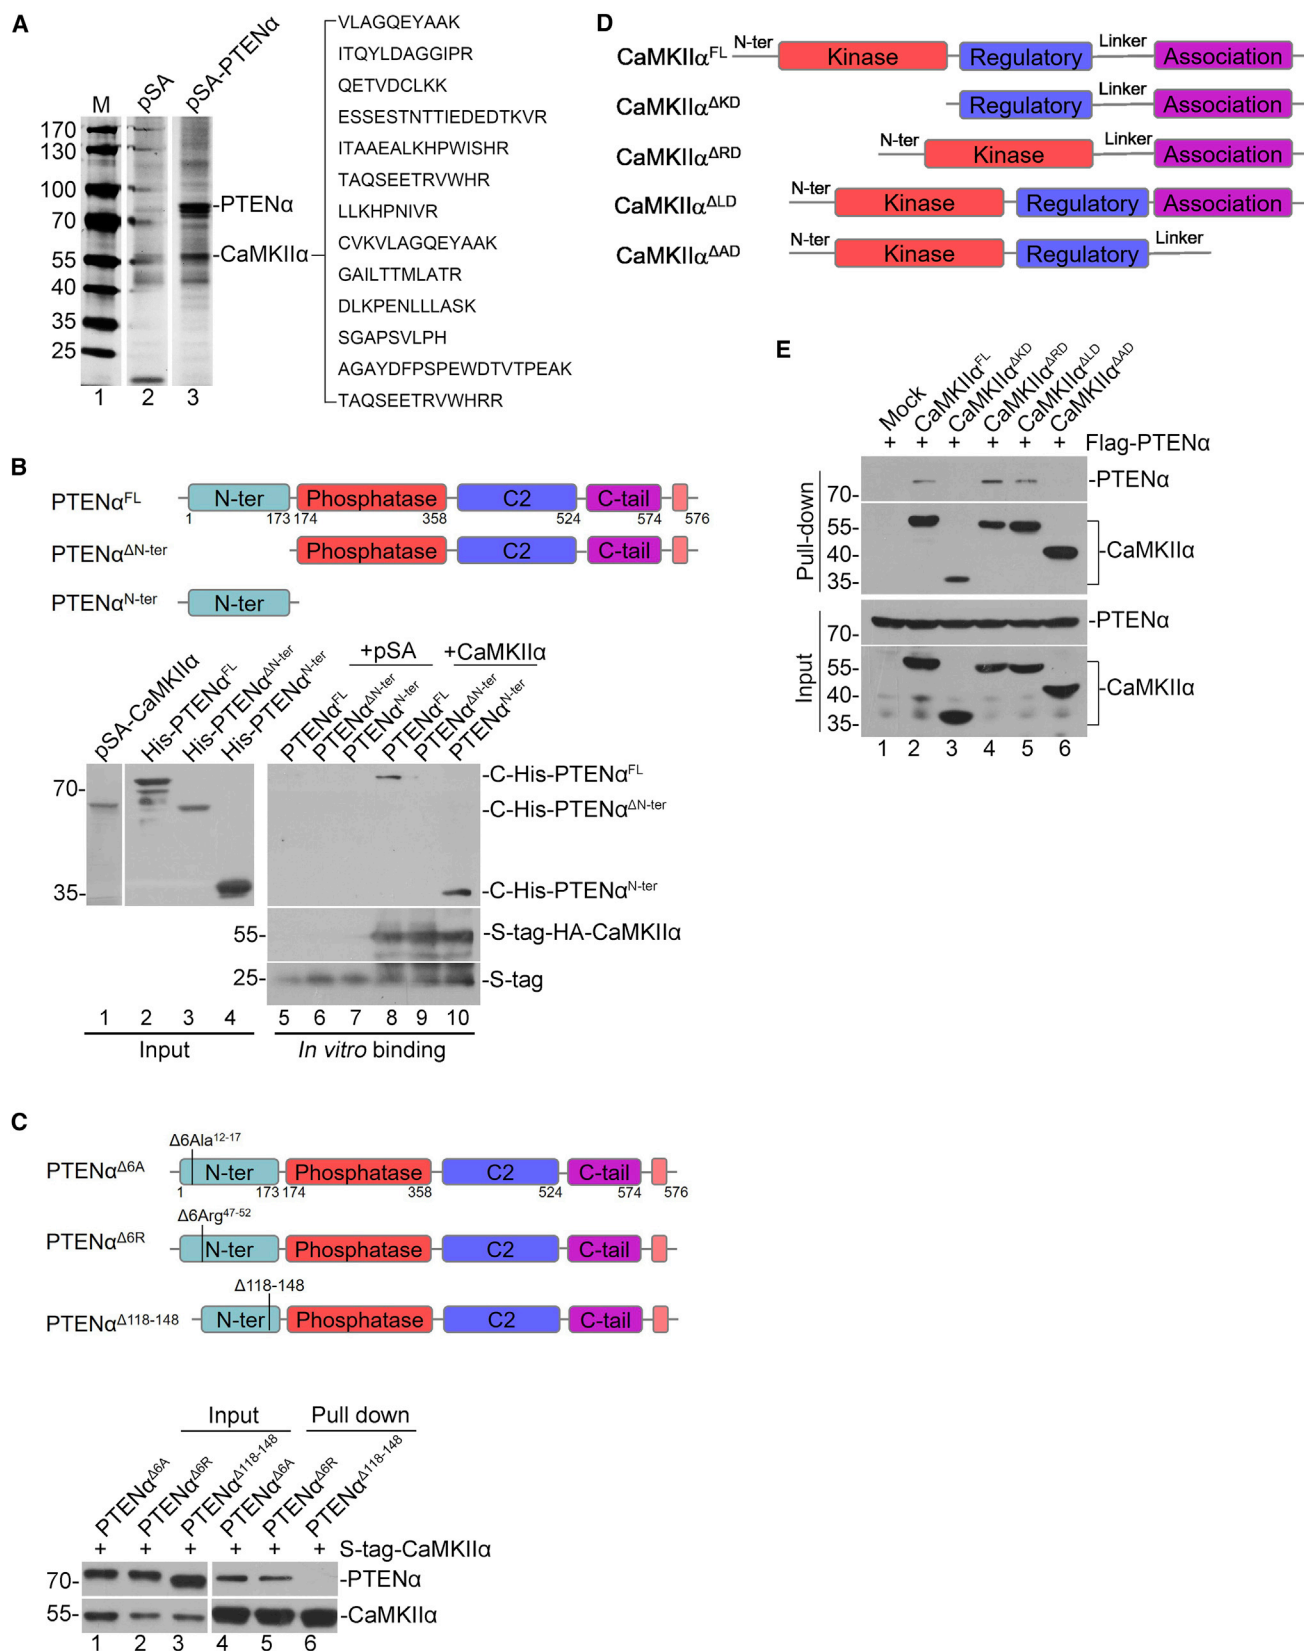 A
M
pSA
pSA-PTENα
170
130
100
70
55
40
35
25
-PTENα
-CaMKIIα
1 2 3
VLAGQEYAAK
ITQYLDAGGIPR
QETVDCLKK
ESSESTNTTIEDEDTKVR
ITAAEALKHPWISHR
TAQSEETRVWHR
LLKHPNIVR
CVKVLAGQEYAAK
GAILTTMLATR
DLKPENLLLASK
SGAPSVLPH
AGAYDFPSPEWDTVTPEAK
TAQSEETRVWHRR
B
PTENα^FL N-ter Phosphatase C2 C-tail
1 173 174 358 524 574 576
PTENα^ΔN-ter Phosphatase C2 C-tail
PTENα^N-ter N-ter
+pSA +CaMKIIα
pSA-CaMKIIα
His-PTENα^FL
His-PTENα^ΔN-ter
His-PTENα^N-ter
PTENα^FL
PTENα^ΔN-ter
PTENα^N-ter
PTENα^FL
PTENα^ΔN-ter
PTENα^N-ter
70-
35-
-C-His-PTENα^FL
-C-His-PTENα^ΔN-ter
-C-His-PTENα^N-ter
55- -S-tag-HA-CaMKIIα
25- -S-tag
1 2 3 4 5 6 7 8 9 10
Input In vitro binding
C
Δ6Ala^12-17
PTENα^Δ6A N-ter Phosphatase C2 C-tail
1 173 174 358 524 574 576
Δ6Arg^47-52
PTENα^Δ6R N-ter Phosphatase C2 C-tail
Δ118-148
PTENα^Δ118-148 N-ter Phosphatase C2 C-tail
Input Pull down
PTENα^Δ6A
PTENα^Δ6R
PTENα^Δ118-148
PTENα^Δ6A
PTENα^Δ6R
PTENα^Δ118-148
+ + + + + + S-tag-CaMKIIα
70- -PTENα
55- -CaMKIIα
1 2 3 4 5 6
D
CaMKIIα^FL N-ter Kinase Regulatory Linker Association
CaMKIIα^ΔKD Regulatory Linker Association
CaMKIIα^ΔRD N-ter Kinase Linker Association
CaMKIIα^ΔLD N-ter Kinase Regulatory Association
CaMKIIα^ΔAD N-ter Kinase Regulatory Linker
E
Mock
CaMKIIα^FL
CaMKIIα^ΔKD
CaMKIIα^ΔRD
CaMKIIα^ΔLD
CaMKIIα^ΔAD
+ + + + + + Flag-PTENα
Pull-down
70- -PTENα
55-
40- -CaMKIIα
35-
Input
70- -PTENα
55-
40- -CaMKIIα
35-
1 2 3 4 5 6